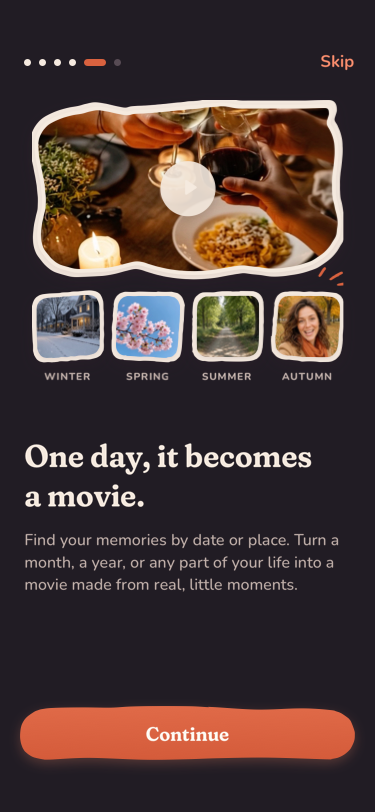 Skip
WINTER
SPRING
SUMMER
AUTUMN
One day, it becomes
a movie.
Find your memories by date or place. Turn a
month, a year, or any part of your life into a
movie made from real, little moments.
Continue